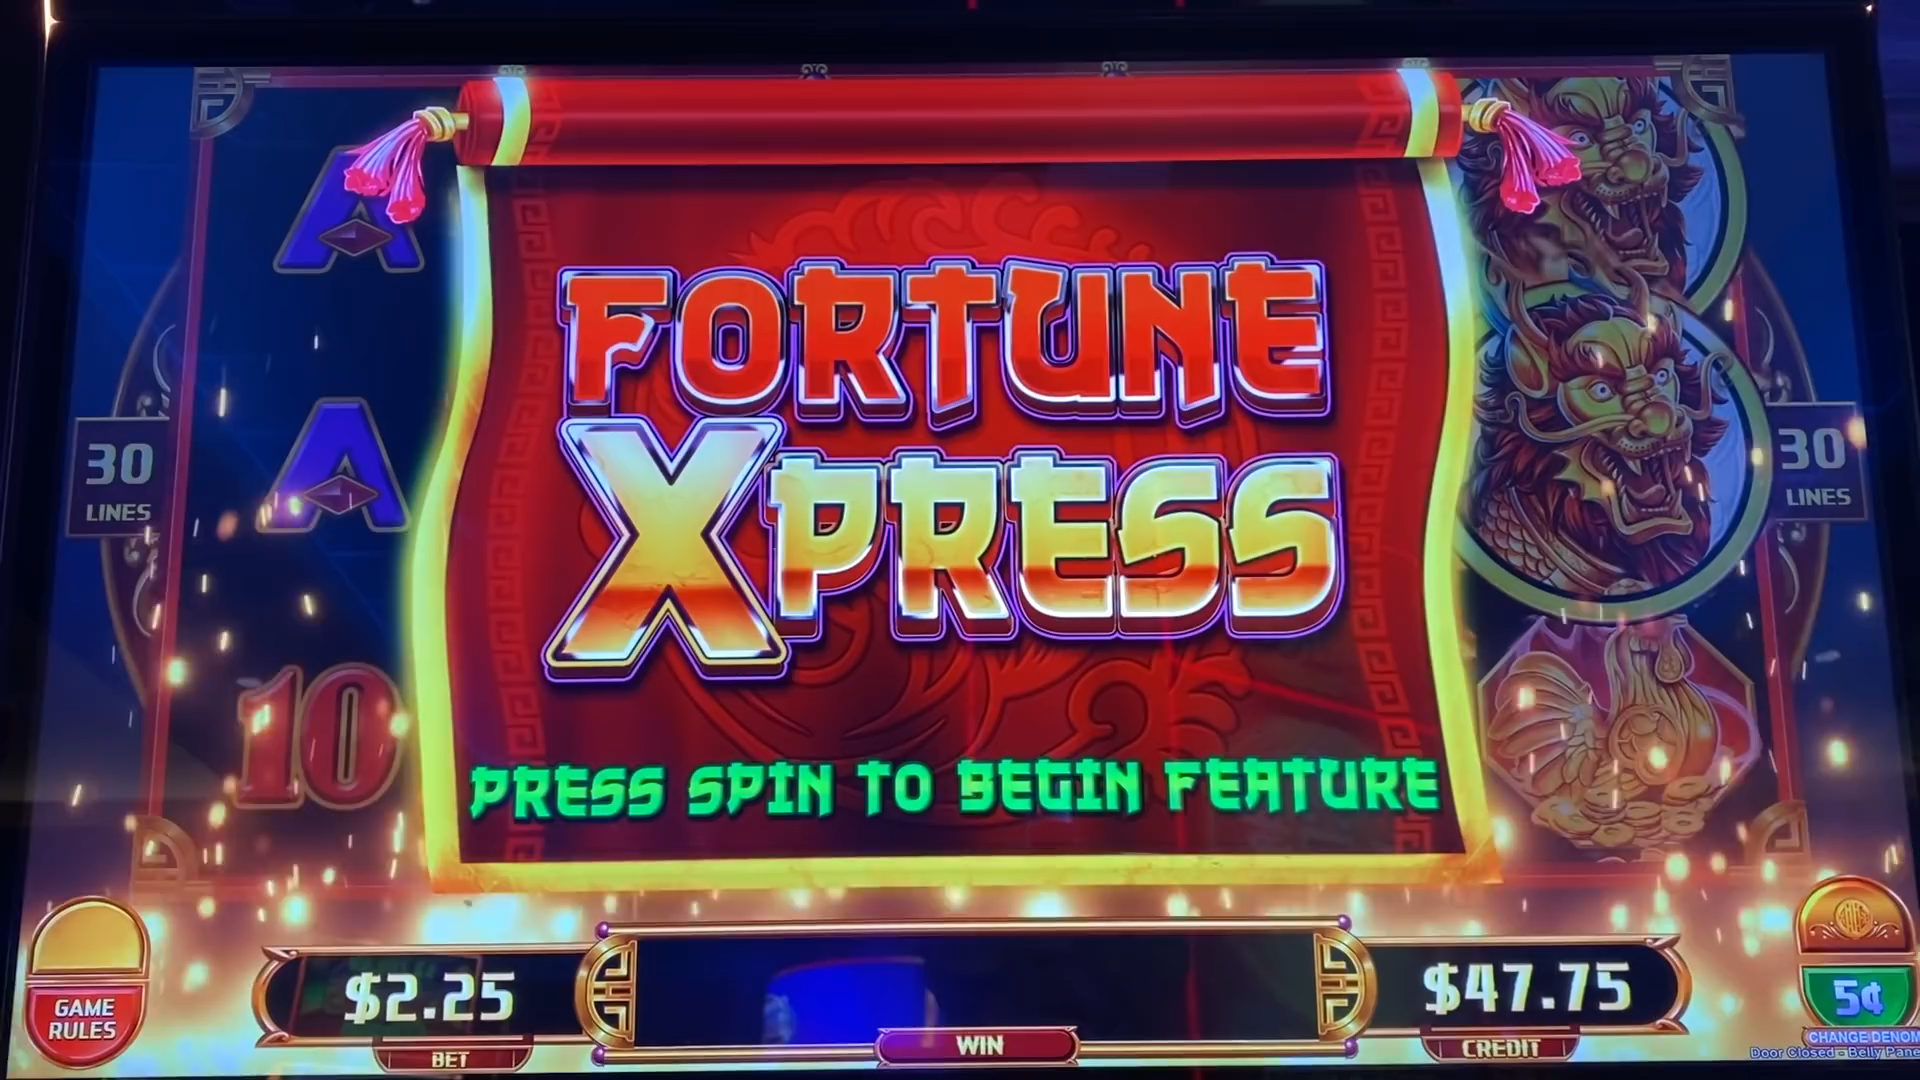 FORTUNE
XPRESS
PRESS SPIN TO BEGIN FEATURE
A
A
10
30
LINES
30
LINES
GAME
RULES
$2.25
BET
WIN
$47.75
CREDIT
5¢
CHANGE DENOM
Door Closed - Belly Pane